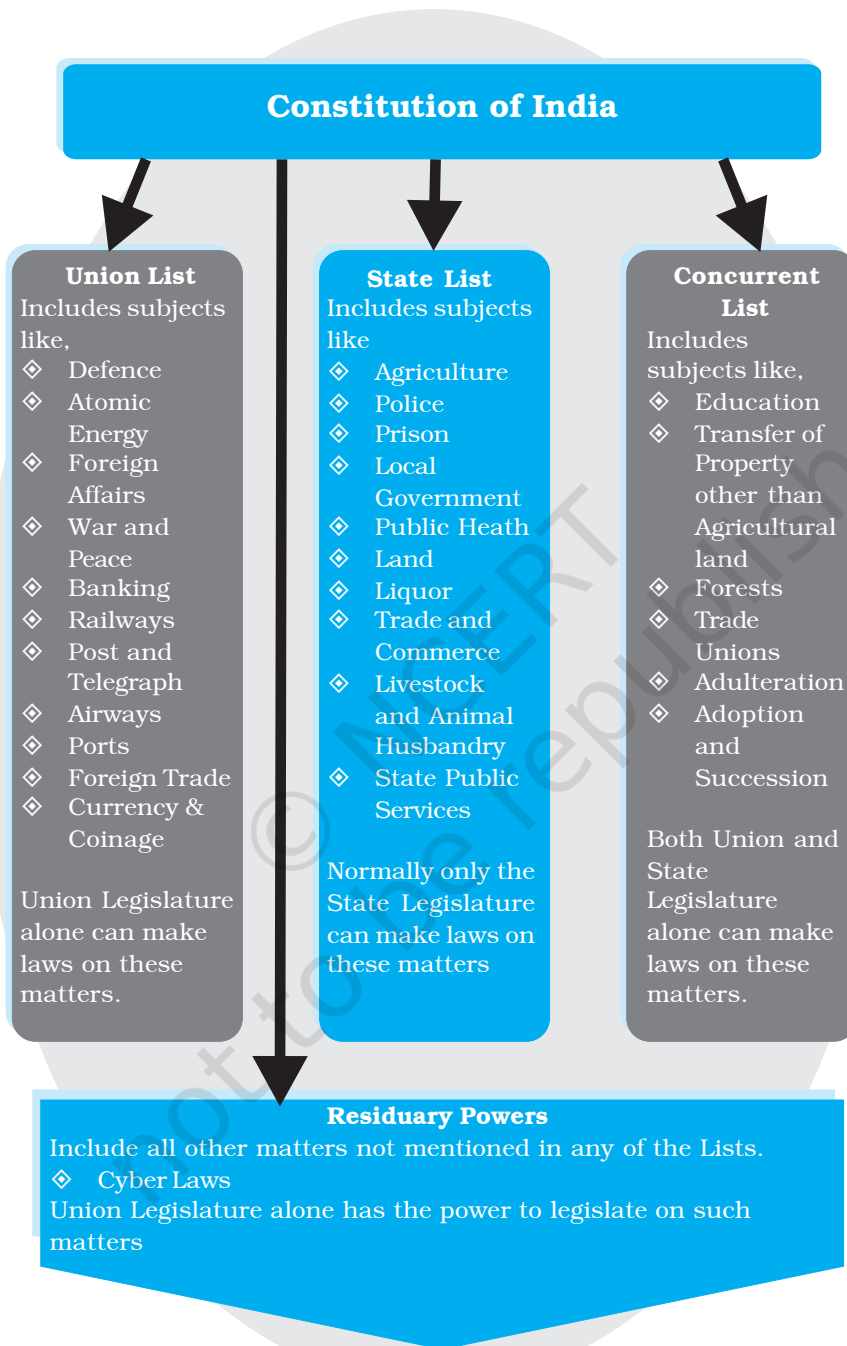 Constitution of India
Union List
Includes subjects
like,
Defence
Atomic
Energy
Foreign
Affairs
War and
Peace
Banking
Railways
Post and
Telegraph
Airways
Ports
Foreign Trade
Currency &
Coinage
Union Legislature
alone can make
laws on these
matters.
State List
Includes subjects
like
Agriculture
Police
Prison
Local
Government
Public Heath
Land
Liquor
Trade and
Commerce
Livestock
and Animal
Husbandry
State Public
Services
Normally only the
State Legislature
can make laws on
these matters
Concurrent
List
Includes
subjects like,
Education
Transfer of
Property
other than
Agricultural
land
Forests
Trade
Unions
Adulteration
Adoption
and
Succession
Both Union and
State
Legislature
alone can make
laws on these
matters.
Residuary Powers
Include all other matters not mentioned in any of the Lists.
Cyber Laws
Union Legislature alone has the power to legislate on such
matters
© NCERT
not to be republish